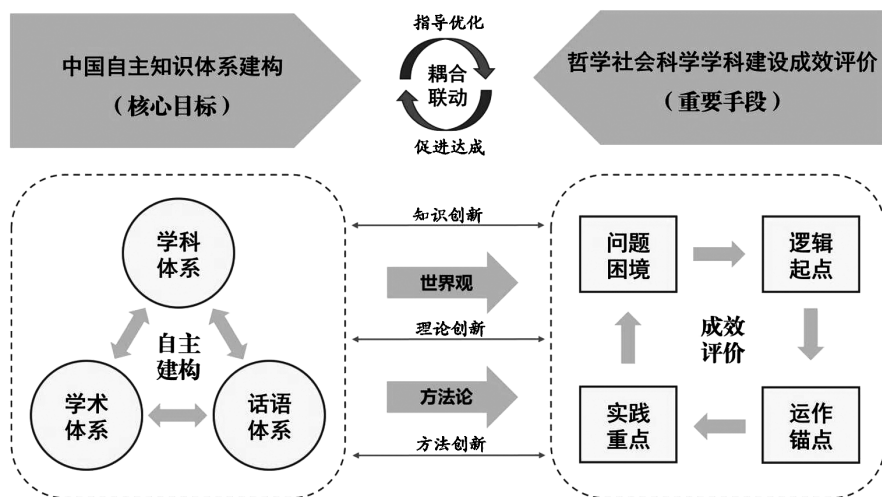 指导优化
中国自主知识体系建构
（核心目标）
耦合
联动
哲学社会科学学科建设成效评价
（重要手段）
促进达成
学科
体系
自主
建构
学术
体系
话语
体系
知识创新
世界观
理论创新
方法论
方法创新
问题
困境
逻辑
起点
成效
评价
实践
重点
运作
锚点